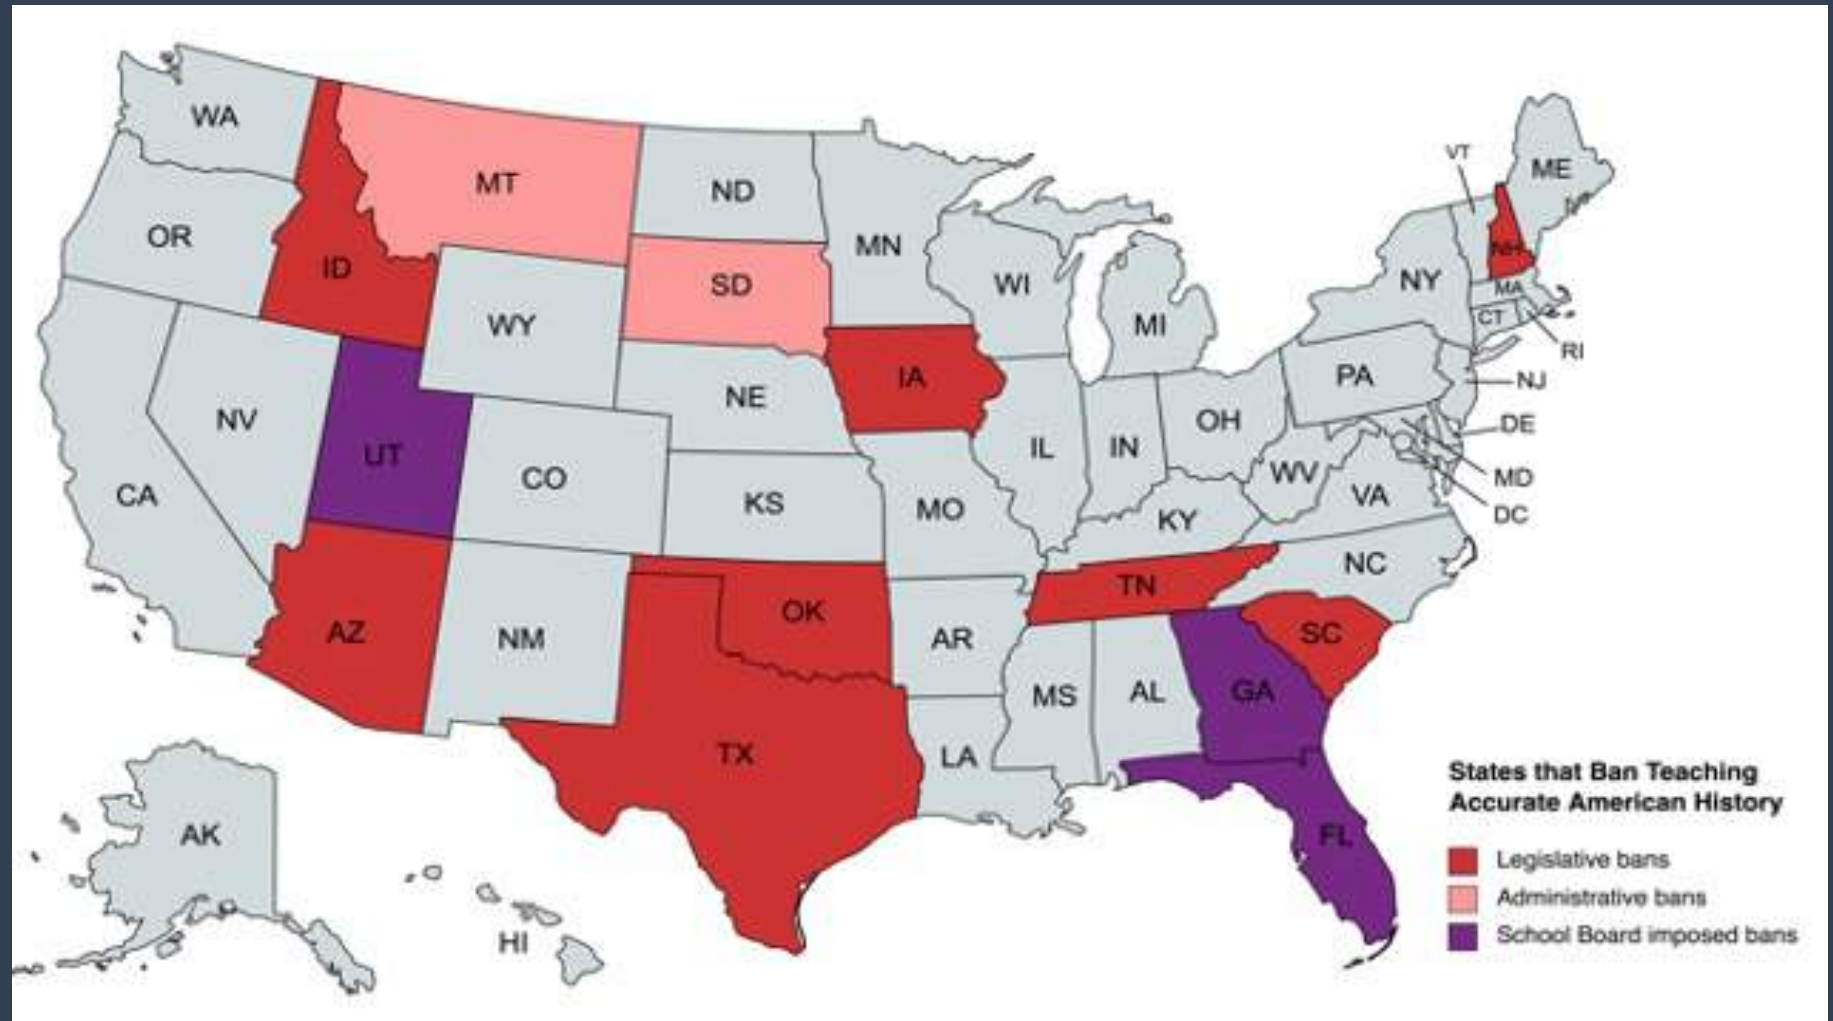 WA
MT
ND
MN
VT
ME
OR
ID
SD
WI
NY
NH
MA
WY
MI
CT
RI
IA
PA
NJ
NV
NE
IL
IN
OH
DE
UT
CO
WV
MD
CA
KS
MO
KY
VA
DC
AZ
NM
OK
AR
TN
NC
SC
TX
MS
AL
GA
LA
AK
HI
FL
States that Ban Teaching
Accurate American History
Legislative bans
Administrative bans
School Board imposed bans